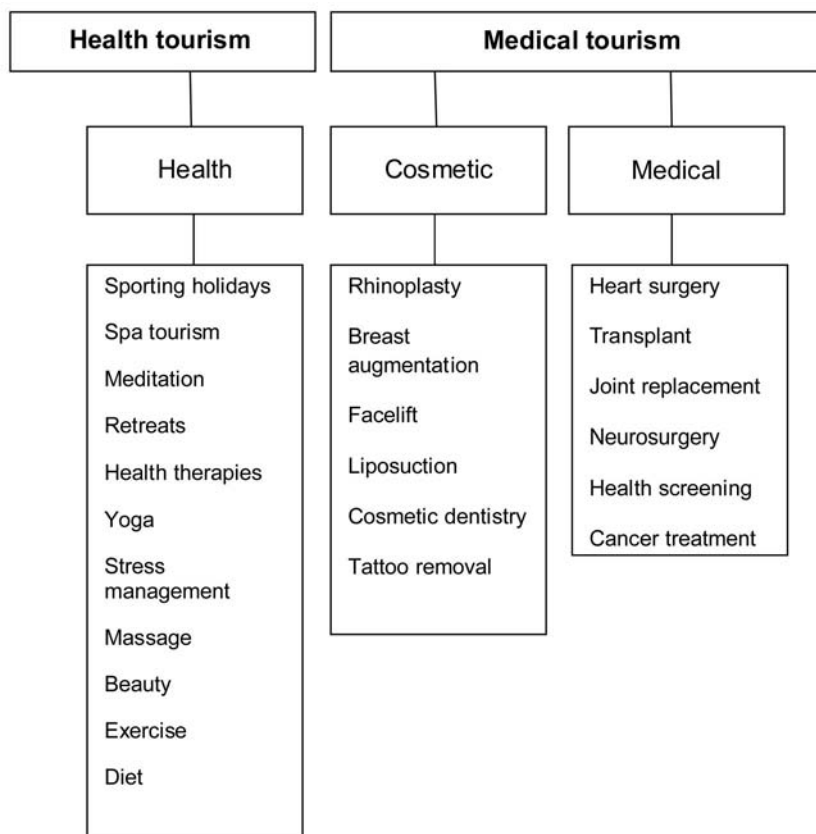 Health tourism
Medical tourism
Health
Cosmetic
Medical
Sporting holidays
Spa tourism
Meditation
Retreats
Health therapies
Yoga
Stress
management
Massage
Beauty
Exercise
Diet
Rhinoplasty
Breast
augmentation
Facelift
Liposuction
Cosmetic dentistry
Tattoo removal
Heart surgery
Transplant
Joint replacement
Neurosurgery
Health screening
Cancer treatment